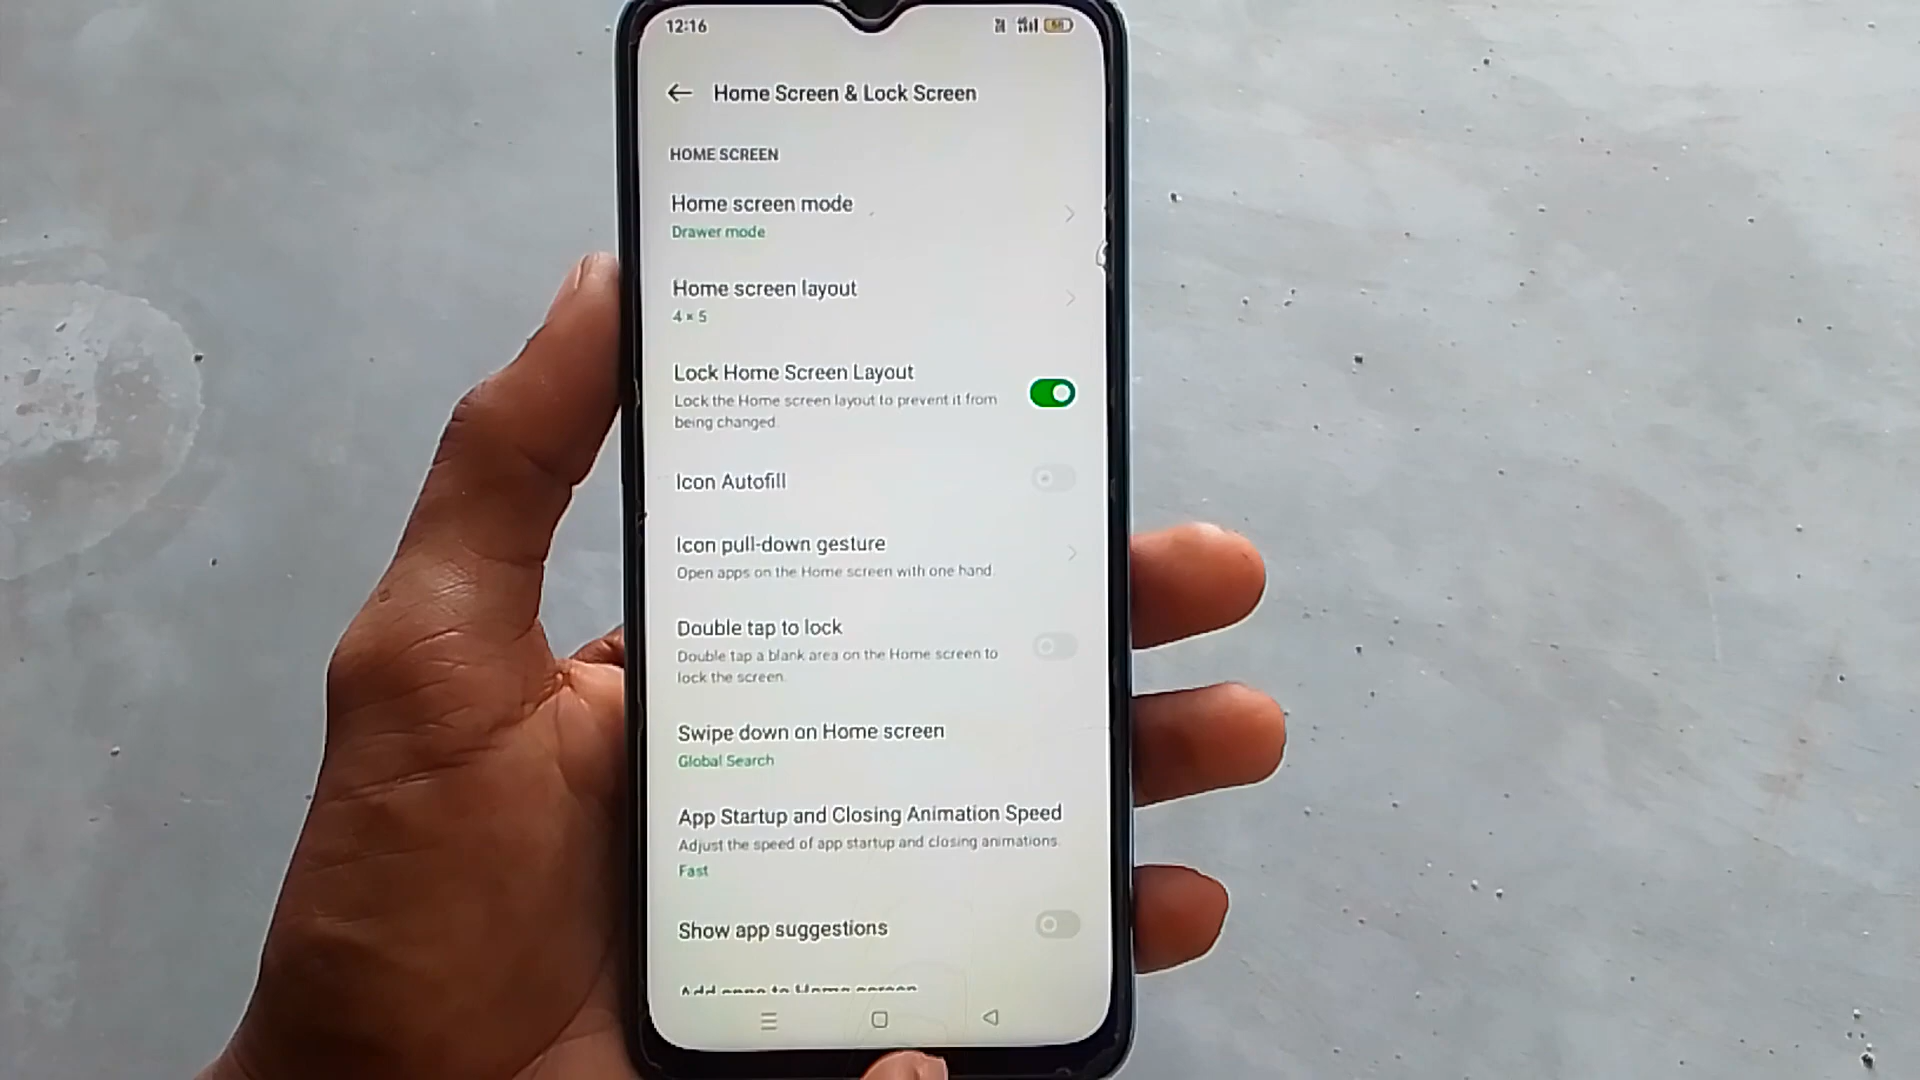 12:16
Home Screen & Lock Screen
HOME SCREEN
Home screen mode
Drawer mode
Home screen layout
4 × 5
Lock Home Screen Layout
Lock the Home screen layout to prevent it from
being changed.
Icon Autofill
Icon pull-down gesture
Open apps on the Home screen with one hand.
Double tap to lock
Double tap a blank area on the Home screen to
lock the screen.
Swipe down on Home screen
Global Search
App Startup and Closing Animation Speed
Adjust the speed of app startup and closing animations.
Fast
Show app suggestions
Add apps to Home screen